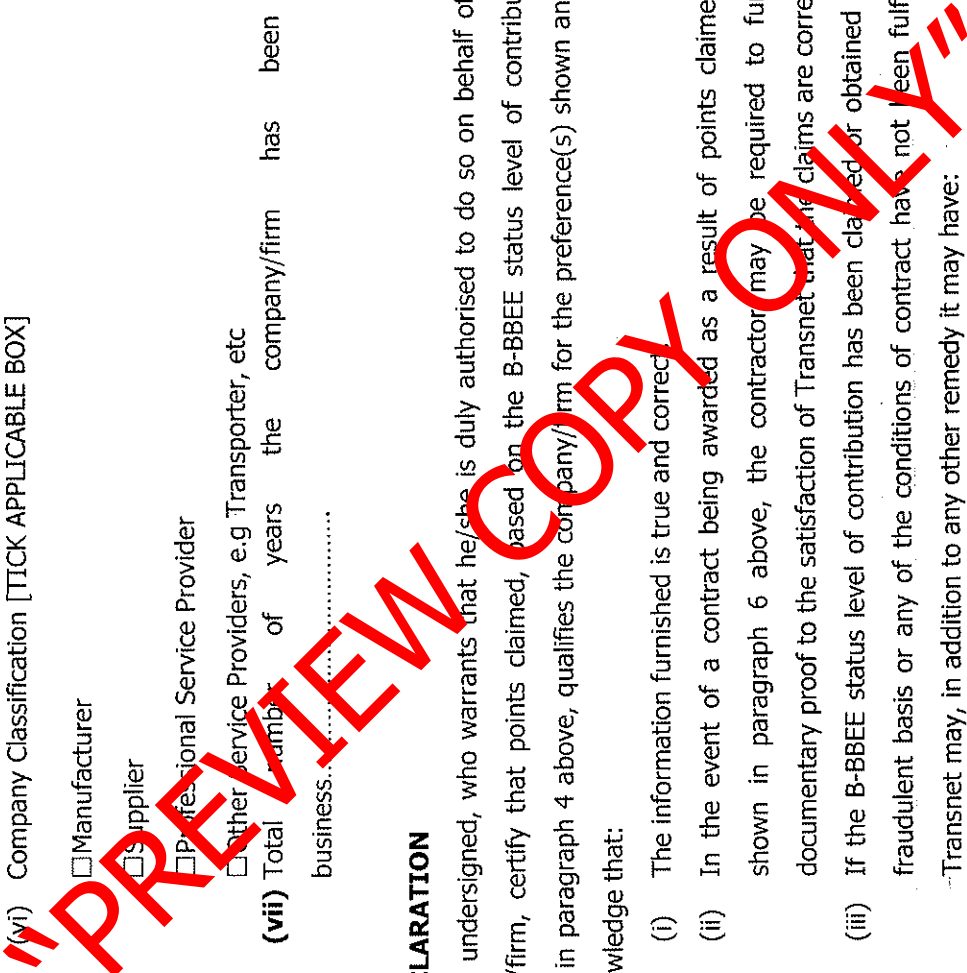 (vi) Company Classification [TICK APPLICABLE BOX]
☐Manufacturer
☐Supplier
☐Professional Service Provider
☐Other Service Providers, e.g Transporter, etc
(vii) Total number of years the company/firm has been
business
CLARATION
undersigned, who warrants that he/she is duly authorised to do so on behalf of
/firm, certify that points claimed, based on the B-BBEE status level of contribu
in paragraph 4 above, qualifies the company/firm for the preference(s) shown an
wledge that:
(i) The information furnished is true and correct.
(ii) In the event of a contract being awarded as a result of points claime
shown in paragraph 6 above, the contractor may be required to fu
documentary proof to the satisfaction of Transnet that the claims are corre
(iii) If the B-BBEE status level of contribution has been claimed or obtained
fraudulent basis or any of the conditions of contract have not been fulf
Transnet may, in addition to any other remedy it may have:
"PREVIEW COPY ONLY"